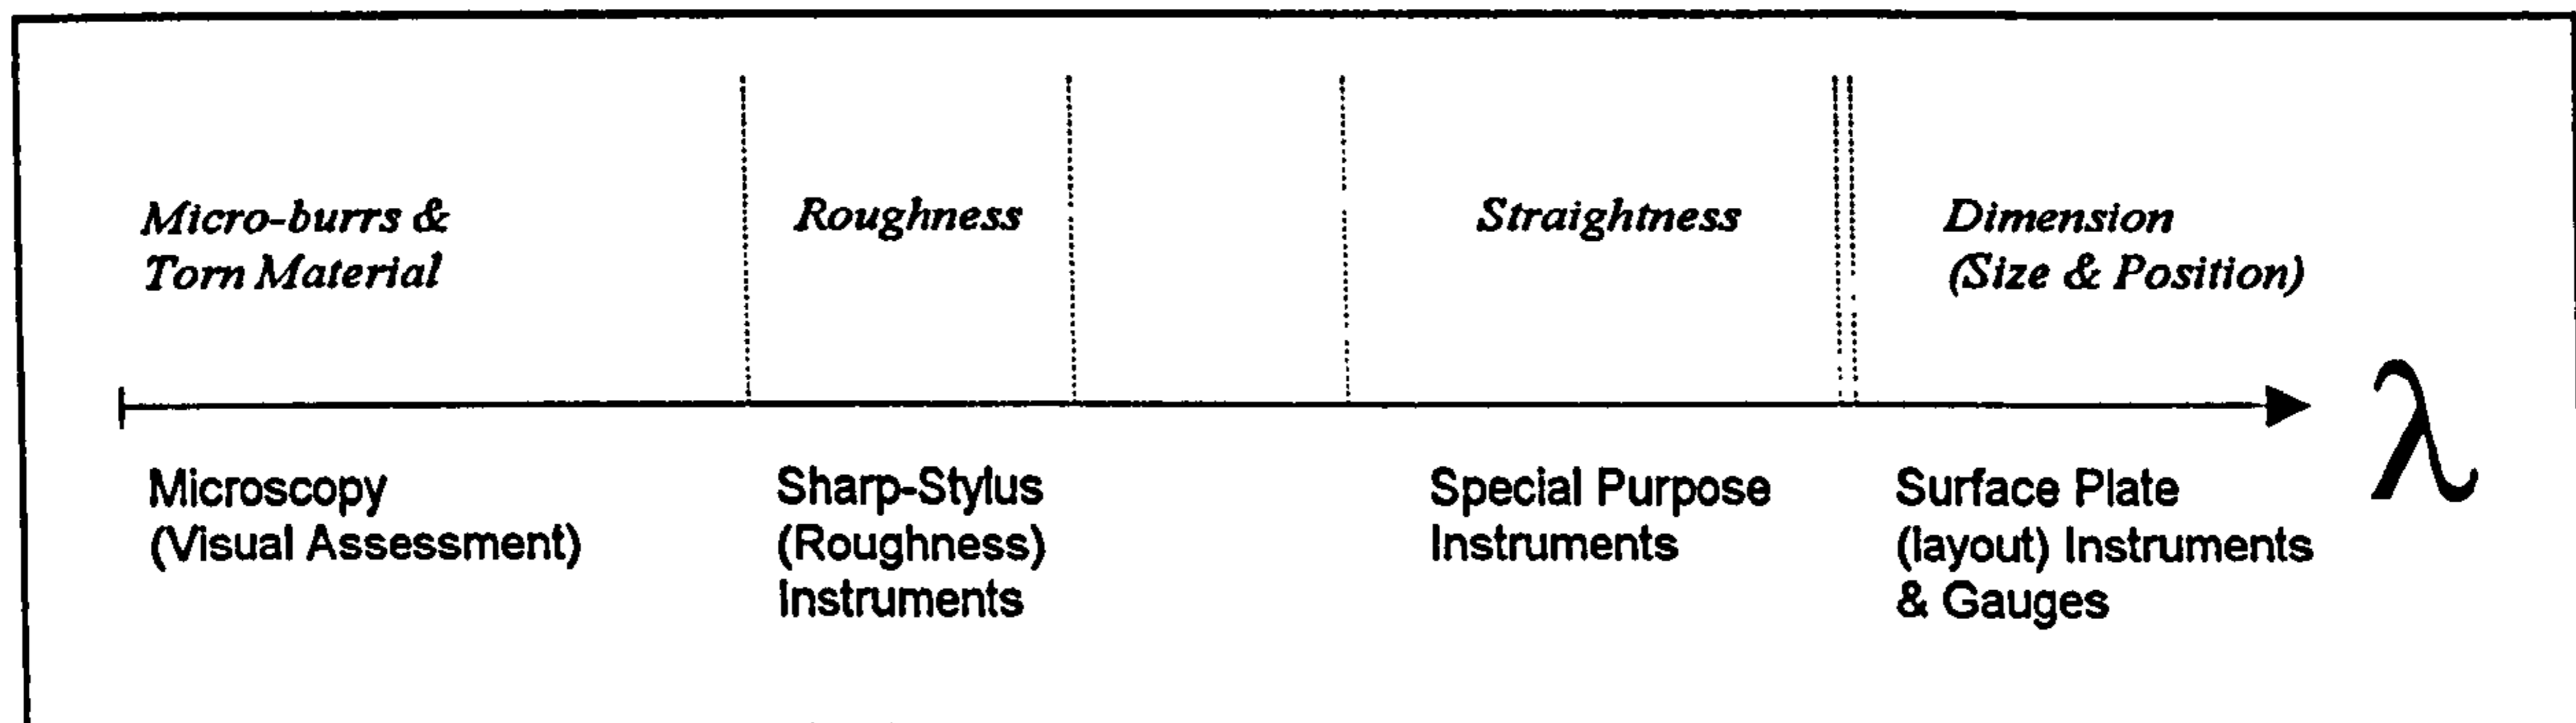 Micro-burrs &
Torn Material
Roughness
Straightness
Dimension
(Size & Position)
λ
Microscopy
(Visual Assessment)
Sharp-Stylus
(Roughness)
Instruments
Special Purpose
Instruments
Surface Plate
(layout) Instruments
& Gauges